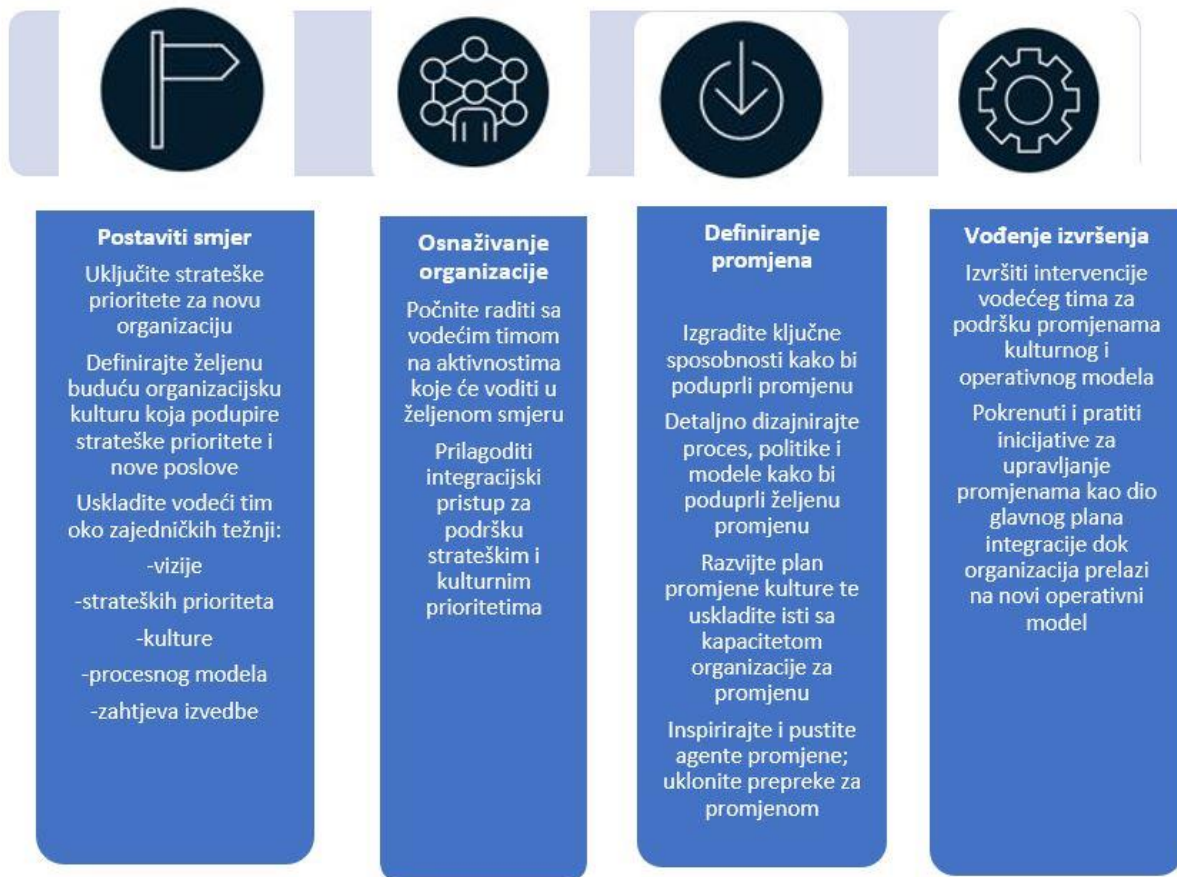 Postaviti smjer
Uključite strateške
prioritete za novu
organizaciju
Definirajte željenu
buduću organizacijsku
kulturu koja podupire
strateške prioritete i
nove poslove
Uskladite vodeći tim
oko zajedničkih težnji:
-vizije
-strateških prioriteta
-kulture
-procesnog modela
-zahtjeva izvedbe
Osnaživanje
organizacije
Počnite raditi sa
vodećim timom
na aktivnostima
koje će voditi u
željenom smjeru
Prilagoditi
integracijski
pristup za
podršku
strateškim i
kulturnim
prioritetima
Definiranje
promjena
Izgradite ključne
sposobnosti kako bi
poduprli promjenu
Detaljno dizajnirajte
proces, politike i
modele kako bi
poduprli željenu
promjenu
Razvijte plan
promjene kulture te
uskladite isti sa
kapacitetom
organizacije za
promjenu
Inspirirajte i pustite
agente promjene;
uklonite prepreke za
promjenom
Vođenje izvršenja
Izvršiti intervencije
vodećeg tima za
podršku promjenama
kulturnog i
operativnog modela
Pokrenuti i pratiti
inicijative za
upravljanje
promjenama kao dio
glavnog plana
integracije dok
organizacija prelazi
na novi operativni
model